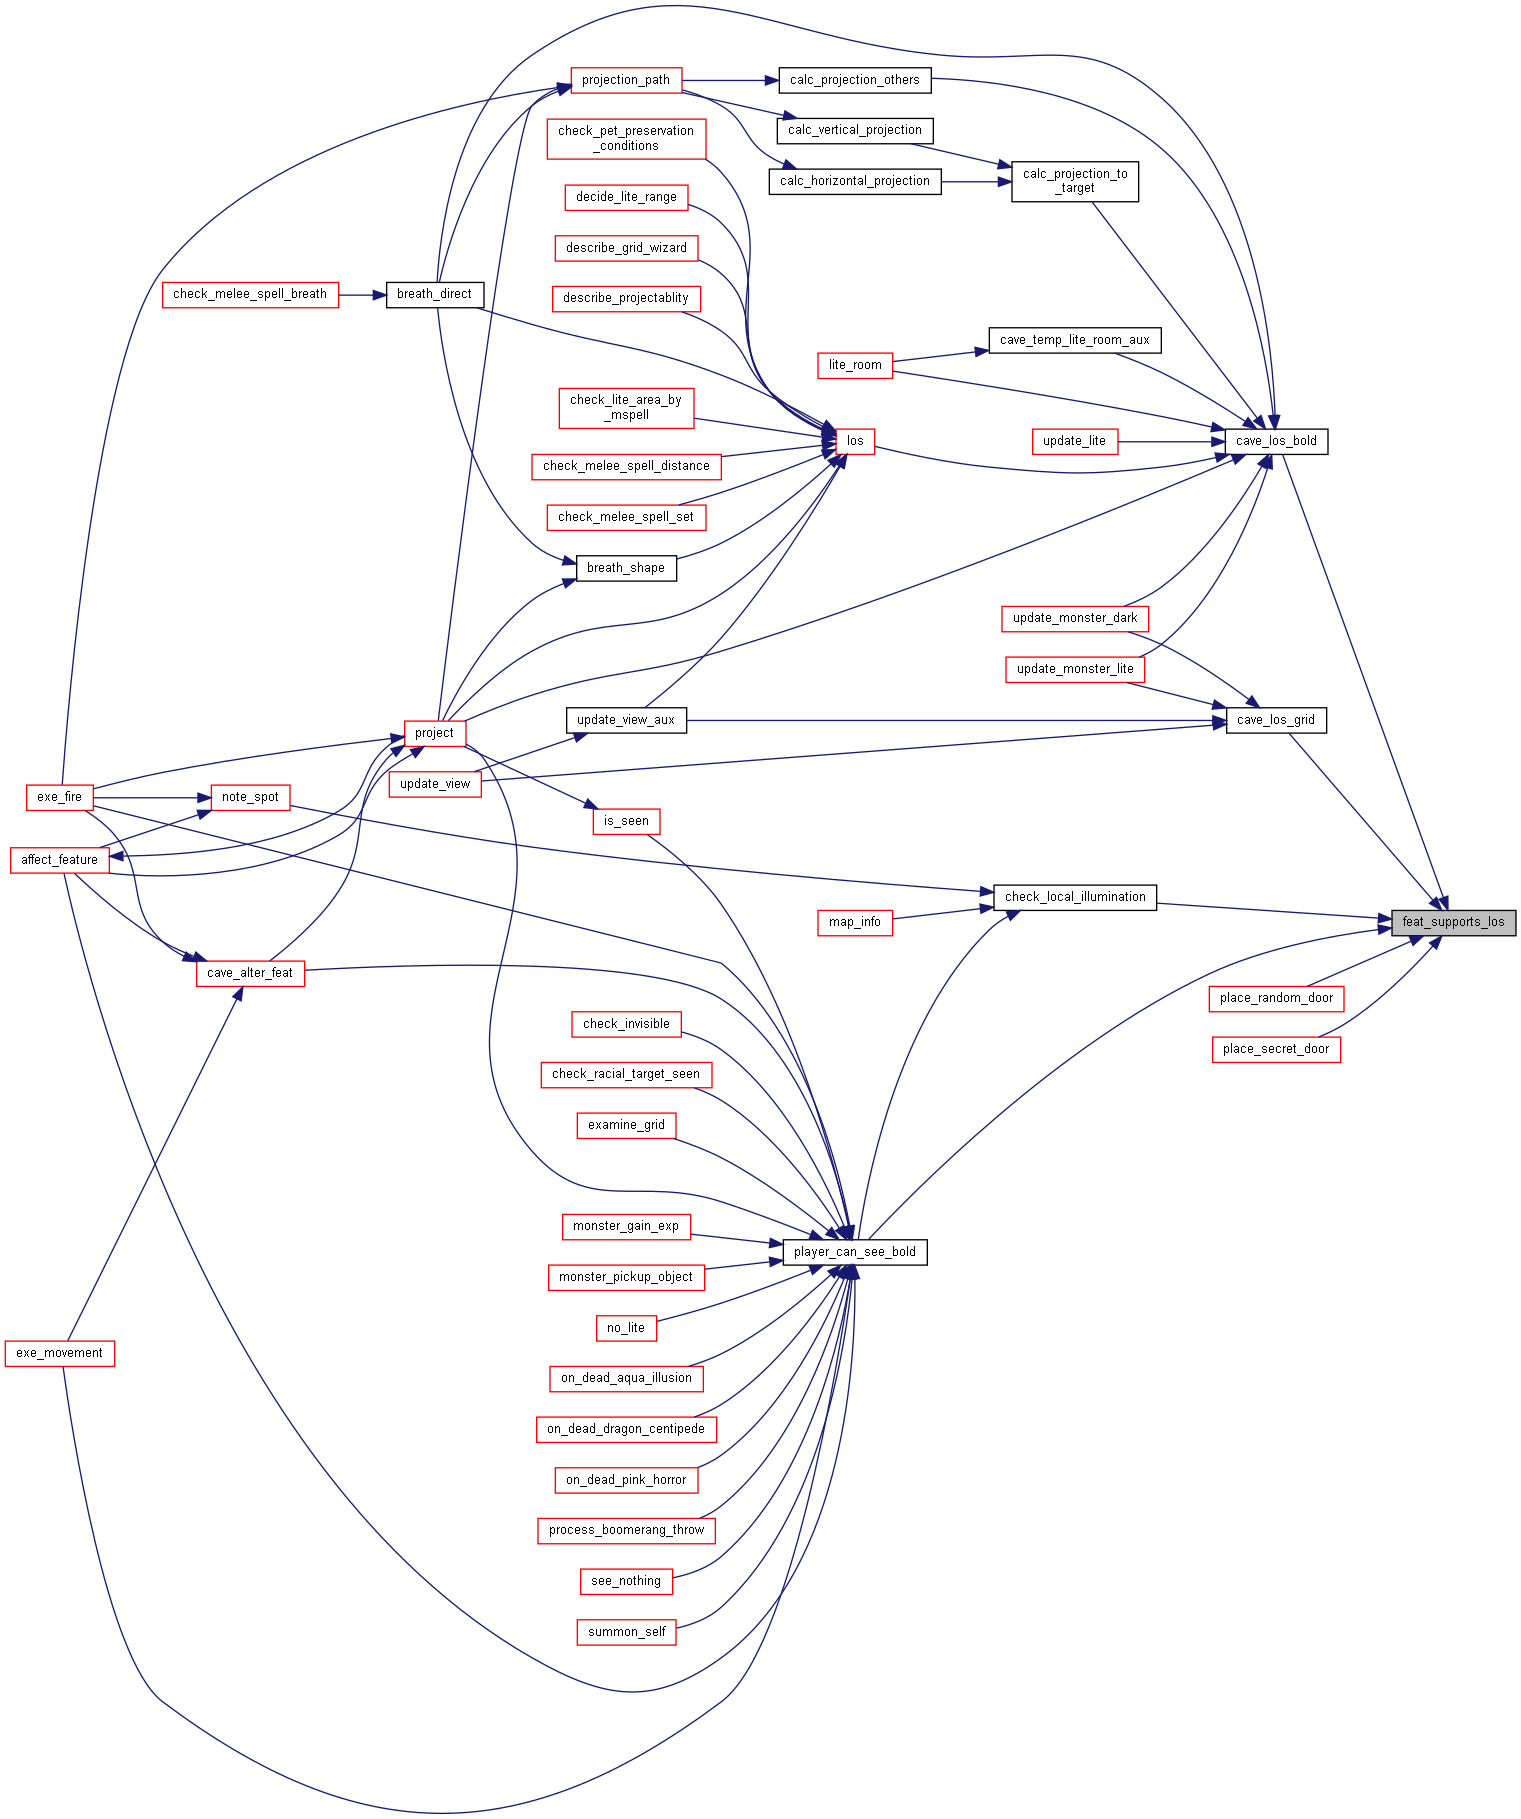 projection_path
calc_projection_others
check_pet_preservation
_conditions
calc_vertical_projection
calc_horizontal_projection
calc_projection_to
_target
decide_lite_range
describe_grid_wizard
describe_projectablity
check_melee_spell_breath
breath_direct
cave_temp_lite_room_aux
lite_room
check_lite_area_by
_mspell
los
update_lite
cave_los_bold
check_melee_spell_distance
check_melee_spell_set
breath_shape
update_monster_dark
update_monster_lite
project
update_view_aux
cave_los_grid
update_view
exe_fire
note_spot
is_seen
affect_feature
check_local_illumination
map_info
feat_supports_los
cave_alter_feat
place_random_door
check_invisible
place_secret_door
check_racial_target_seen
examine_grid
monster_gain_exp
player_can_see_bold
monster_pickup_object
no_lite
exe_movement
on_dead_aqua_illusion
on_dead_dragon_centipede
on_dead_pink_horror
process_boomerang_throw
see_nothing
summon_self